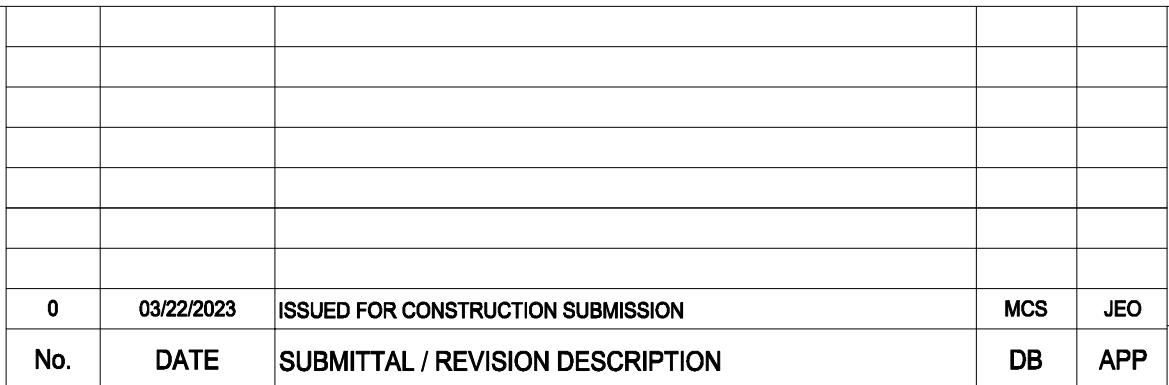 0 03/22/2023 ISSUED FOR CONSTRUCTION SUBMISSION MCS JEO
No. DATE SUBMITTAL / REVISION DESCRIPTION DB APP